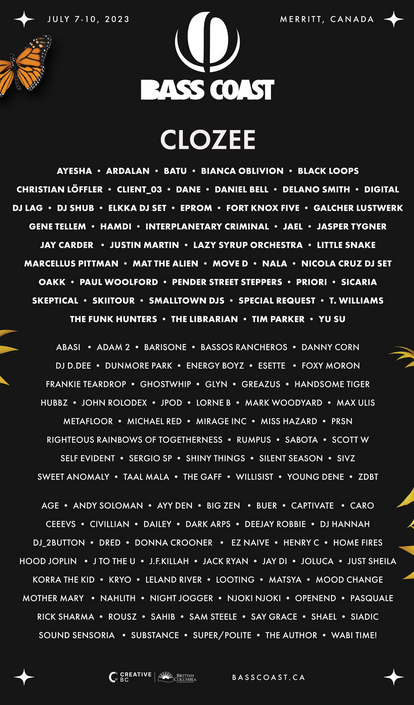 JULY 7-10, 2023
MERRITT, CANADA
BASS COAST
CLOZEE
AYESHA • ARDALAN • BATU • BIANCA OBLIVION • BLACK LOOPS
CHRISTIAN LÖFFLER • CLIENT_03 • DANE • DANIEL BELL • DELANO SMITH • DIGITAL
DJ LAG • DJ SHUB • ELKKA DJ SET • EPROM • FORT KNOX FIVE • GALCHER LUSTWERK
GENE TELLEM • HAMDI • INTERPLANETARY CRIMINAL • JAEL • JASPER TYGNER
JAY CARDER • JUSTIN MARTIN • LAZY SYRUP ORCHESTRA • LITTLE SNAKE
MARCELLUS PITTMAN • MAT THE ALIEN • MOVE D • NALA • NICOLA CRUZ DJ SET
OAKK • PAUL WOOLFORD • PENDER STREET STEPPERS • PRIORI • SICARIA
SKEPTICAL • SKIITOUR • SMALLTOWN DJS • SPECIAL REQUEST • T. WILLIAMS
THE FUNK HUNTERS • THE LIBRARIAN • TIM PARKER • YU SU
ABASI • ADAM 2 • BARISONE • BASSOS RANCHEROS • DANNY CORN
DJ D.DEE • DUNMORE PARK • ENERGY BOYZ • ESETTE • FOXY MORON
FRANKIE TEARDROP • GHOSTWHIP • GLYN • GREAZUS • HANDSOME TIGER
HUBBZ • JOHN ROLODEX • JPOD • LORNE B • MARK WOODYARD • MAX ULIS
METAFLOOR • MICHAEL RED • MIRAGE INC • MISS HAZARD • PRSN
RIGHTEOUS RAINBOWS OF TOGETHERNESS • RUMPUS • SABOTA • SCOTT W
SELF EVIDENT • SERGIO SP • SHINY THINGS • SILENT SEASON • SIVZ
SWEET ANOMALY • TAAL MALA • THE GAFF • WILLISIST • YOUNG DENE • ZDBT
AGE • ANDY SOLOMAN • AYY DEN • BIG ZEN • BUER • CAPTIVATE • CARO
CEEEVS • CIVILLIAN • DAILEY • DARK ARPS • DEEJAY ROBBIE • DJ HANNAH
DJ_2BUTTON • DRED • DONNA CROONER • EZ NAIVE • HENRY C • HOME FIRES
HOOD JOPLIN • J TO THE U • J.F.KILLAH • JACK RYAN • JAY DI • JOLUCA • JUST SHEILA
KORRA THE KID • KRYO • LELAND RIVER • LOOTING • MATSYA • MOOD CHANGE
MOTHER MARY • NAHLITH • NIGHT JOGGER • NJOKI NJOKI • OPENEND • PASQUALE
RICK SHARMA • ROUSZ • SAHIB • SAM STEELE • SAY GRACE • SHAEL • SIADIC
SOUND SENSORIA • SUBSTANCE • SUPER/POLITE • THE AUTHOR • WABI TIME!
CREATIVE BC
BRITISH COLUMBIA
BASSCOAST.CA